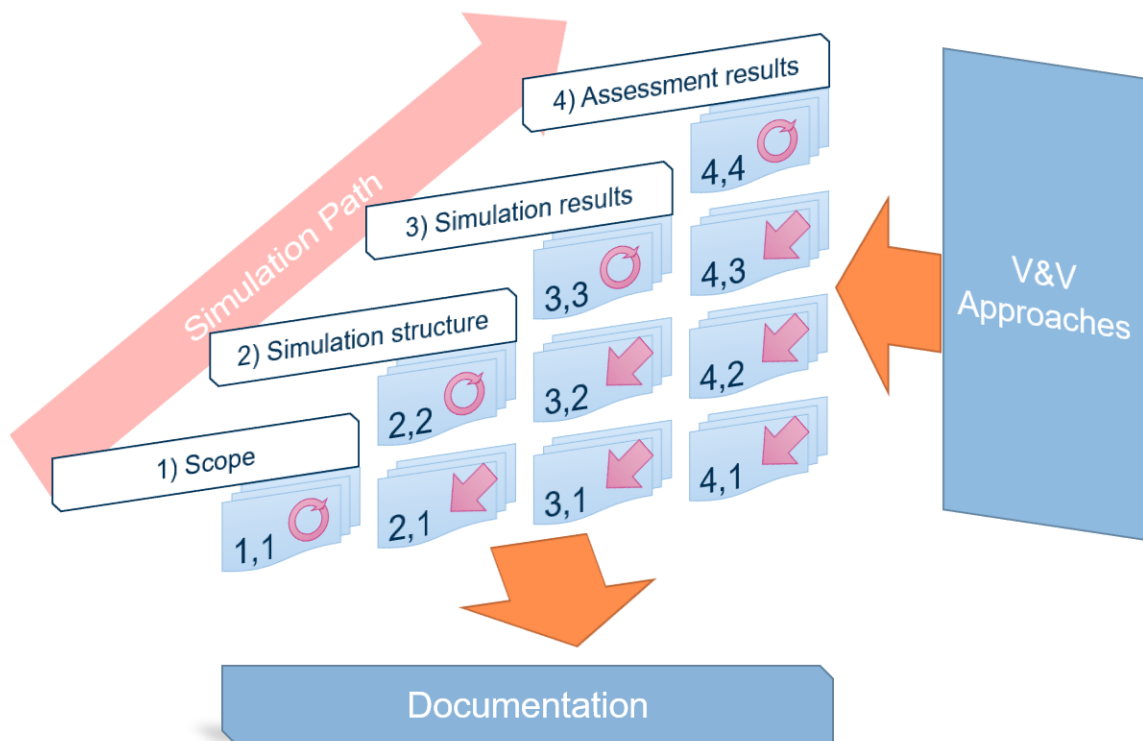 Simulation Path
4) Assessment results
4,4
3) Simulation results
3,3
4,3
2) Simulation structure
2,2
3,2
4,2
1) Scope
1,1
2,1
3,1
4,1
V&V
Approaches
Documentation